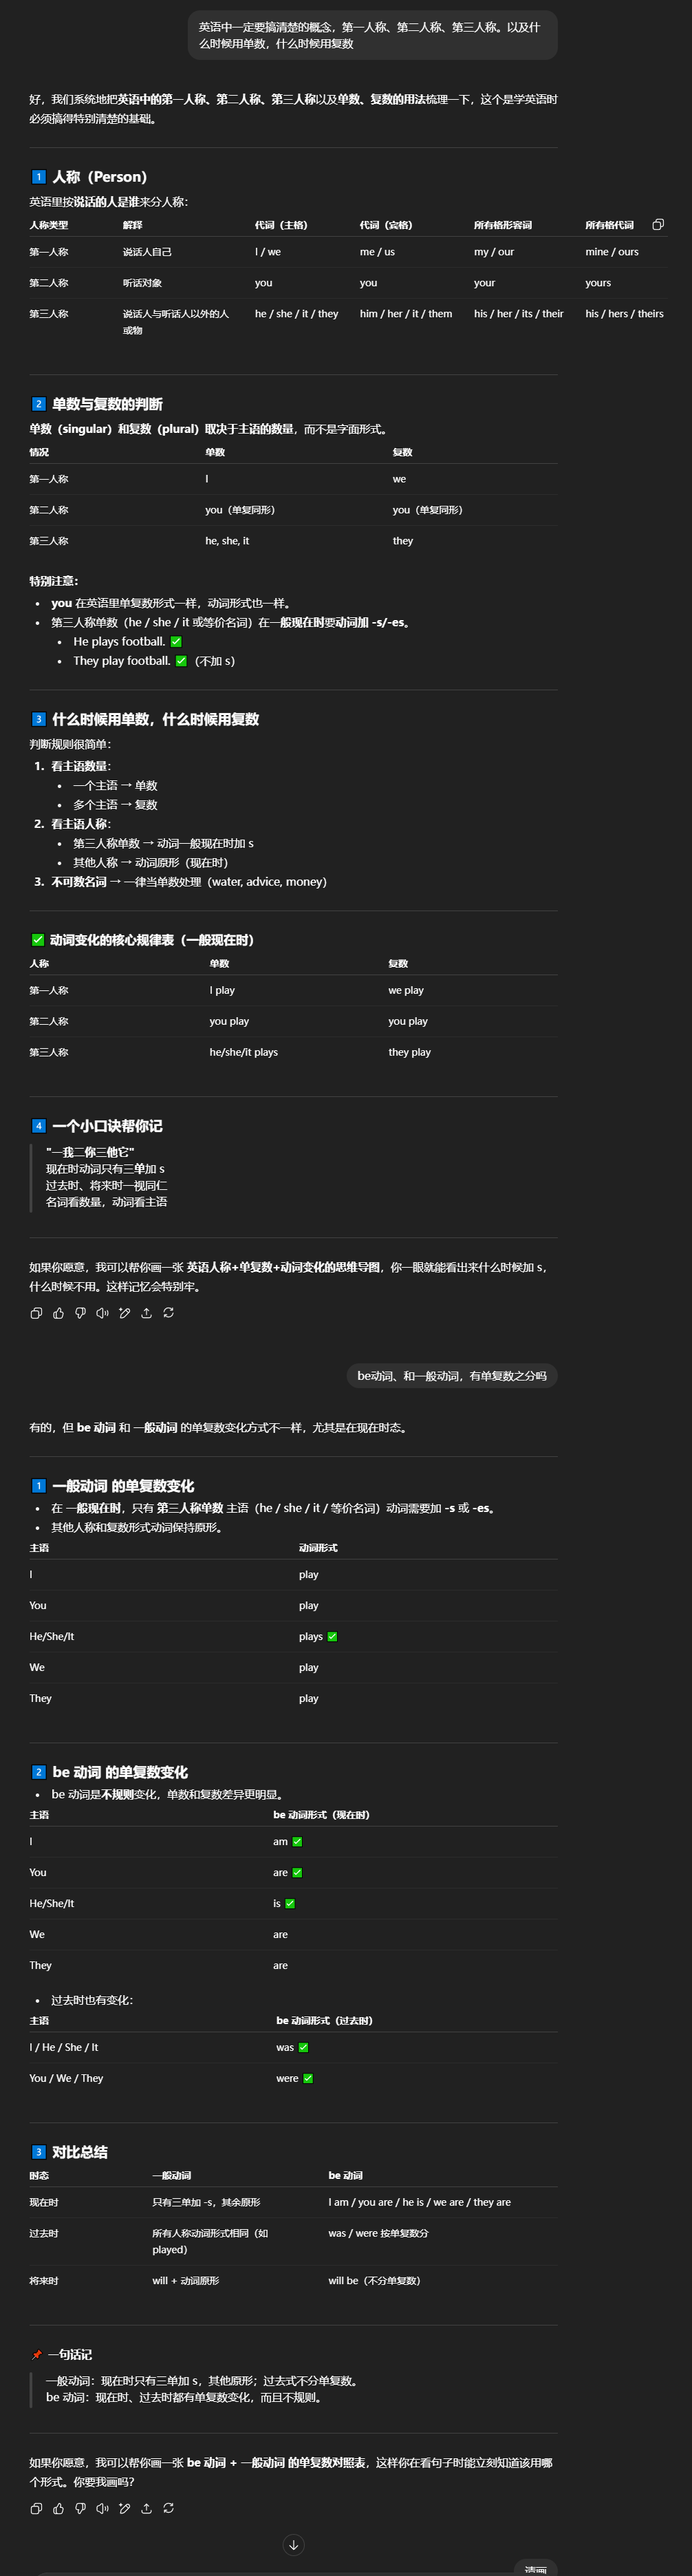 英语中一定要搞清楚的概念，第一人称、第二人称、第三人称。以及什
么时候用单数，什么时候用复数
好，我们系统地把英语中的第一人称、第二人称、第三人称以及单数、复数的用法梳理一下，这个是学英语时
必须搞得特别清楚的基础。
1 人称（Person）
英语里按说话的人是谁来分人称：
人称类型 解释 代词（主格） 代词（宾格） 所有格形容词 所有格代词
第一人称 说话人自己 I / we me / us my / our mine / ours
第二人称 听话对象 you you your yours
第三人称 说话人与听话人以外的人 he / she / it / they him / her / it / them his / her / its / their his / hers / theirs
或物
2 单数与复数的判断
单数（singular）和复数（plural）取决于主语的数量，而不是字面形式。
情况 单数 复数
第一人称 I we
第二人称 you（单复同形） you（单复同形）
第三人称 he, she, it they
特别注意：
• you 在英语里单复数形式一样，动词形式也一样。
• 第三人称单数（he / she / it 或等价名词）在一般现在时要动词加 -s/-es。
• He plays football. ✅
• They play football. ✅（不加 s）
3 什么时候用单数，什么时候用复数
判断规则很简单：
1. 看主语数量：
• 一个主语 → 单数
• 多个主语 → 复数
2. 看主语人称：
• 第三人称单数 → 动词一般现在时加 s
• 其他人称 → 动词原形（现在时）
3. 不可数名词 → 一律当单数处理（water, advice, money）
✅ 动词变化的核心规律表（一般现在时）
人称 单数 复数
第一人称 I play we play
第二人称 you play you play
第三人称 he/she/it plays they play
4 一个小口诀帮你记
"一我二你三他它"
现在时动词只有三单加 s
过去时、将来时一视同仁
名词看数量，动词看主语
如果你愿意，我可以帮你画一张 英语人称+单复数+动词变化的思维导图，你一眼就能看出来什么时候加 s，
什么时候不用。这样记忆会特别牢。
be动词、和一般动词，有单复数之分吗
有的，但 be 动词 和 一般动词 的单复数变化方式不一样，尤其是在现在时态。
1 一般动词 的单复数变化
• 在 一般现在时，只有 第三人称单数 主语（he / she / it / 等价名词）动词需要加 -s 或 -es。
• 其他人称和复数形式动词保持原形。
主语 动词形式
I play
You play
He/She/It plays ✅
We play
They play
2 be 动词 的单复数变化
• be 动词是不规则变化，单数和复数差异更明显。
主语 be 动词形式（现在时）
I am ✅
You are ✅
He/She/It is ✅
We are
They are
• 过去时也有变化：
主语 be 动词形式（过去时）
I / He / She / It was ✅
You / We / They were ✅
3 对比总结
时态 一般动词 be 动词
现在时 只有三单加 -s，其余原形 I am / you are / he is / we are / they are
过去时 所有人称动词形式相同（如 was / were 按单复数分
played）
将来时 will + 动词原形 will be（不分单复数）
📌 一句话记
一般动词：现在时只有三单加 s，其他原形；过去式不分单复数。
be 动词：现在时、过去时都有单复数变化，而且不规则。
如果你愿意，我可以帮你画一张 be 动词 + 一般动词 的单复数对照表，这样你在看句子时能立刻知道该用哪
个形式。你要我画吗？